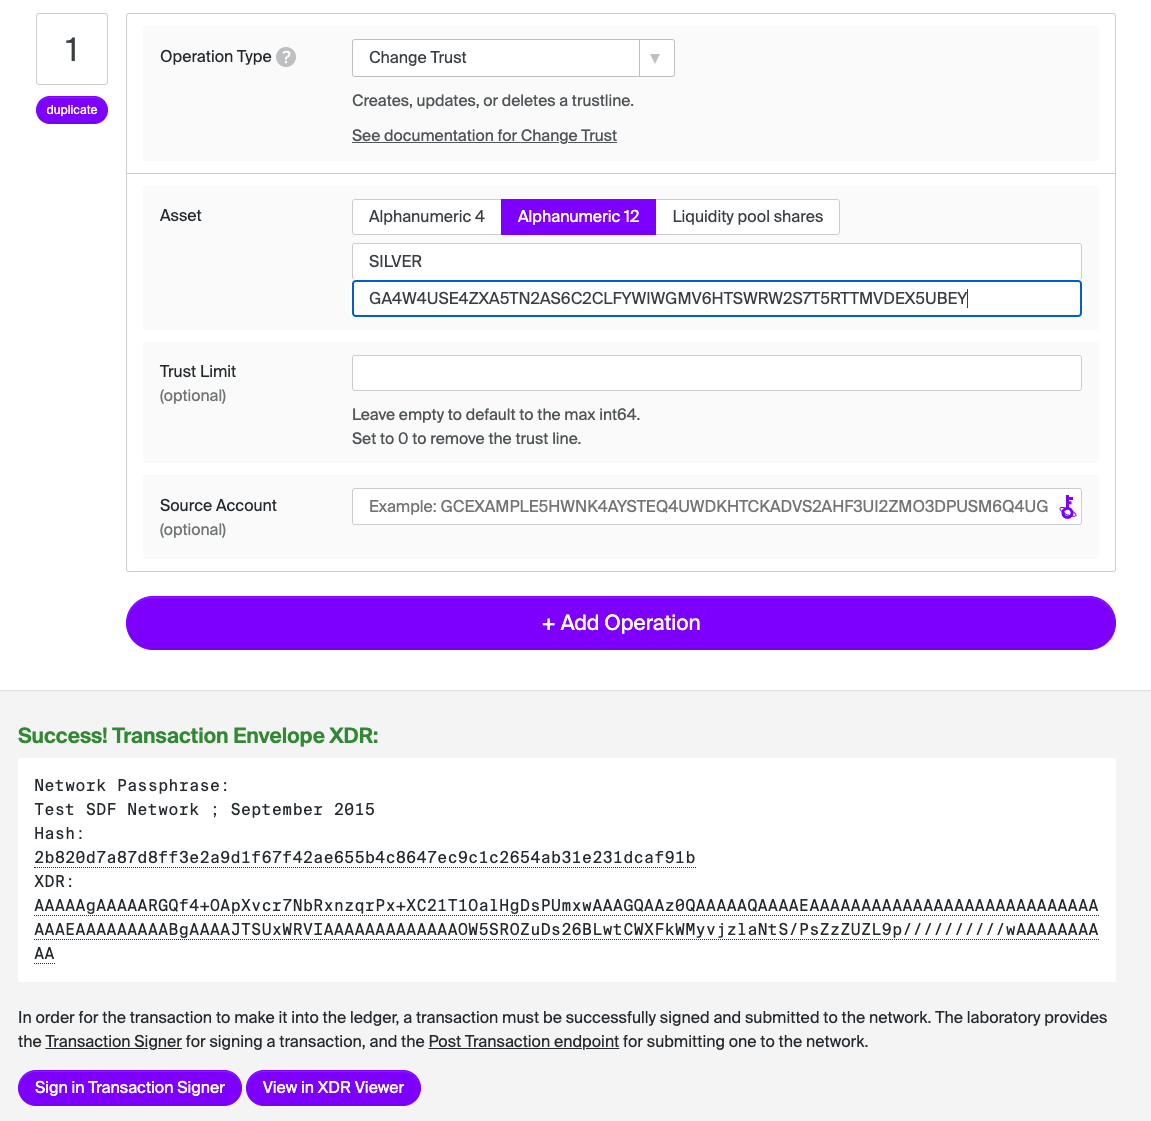 1
duplicate
Operation Type ?
Change Trust
Creates, updates, or deletes a trustline.
See documentation for Change Trust
Asset
Alphanumeric 4
Alphanumeric 12
Liquidity pool shares
SILVER
GA4W4USE4ZXA5TN2AS6C2CLFYWIWGMV6HTSWRW2S7T5RTTMVDEX5UBEY
Trust Limit
(optional)
Leave empty to default to the max int64.
Set to 0 to remove the trust line.
Source Account
(optional)
Example: GCEXAMPLE5HWNK4AYSTEQ4UWDKHTCKADVS2AHF3UI2ZMO3DPUSM6Q4UG
+ Add Operation
Success! Transaction Envelope XDR:
Network Passphrase:
Test SDF Network ; September 2015
Hash:
2b820d7a87d8ff3e2a9d1f67f42ae655b4c8647ec9c1c2654ab31e231dcaf91b
XDR:
AAAAAgAAAAARGQf4+OApXvcr7NbRxnzqrPx+XC21T1OalHgDsPUmxwAAAGQAAz0QAAAAAQAAAAEAAAAAAAAAAAAAAAAAAAAAAAAAAA
AAAEAAAAAAAAABgAAAAJTSUxWRVIAAAAAAAAAAAAAAOW5SROZuDs26BLwtCWXFkWMyvjzlaNtS/PsZzZUZL9p//////////wAAAAAAAA
AA
In order for the transaction to make it into the ledger, a transaction must be successfully signed and submitted to the network. The laboratory provides
the Transaction Signer for signing a transaction, and the Post Transaction endpoint for submitting one to the network.
Sign in Transaction Signer
View in XDR Viewer